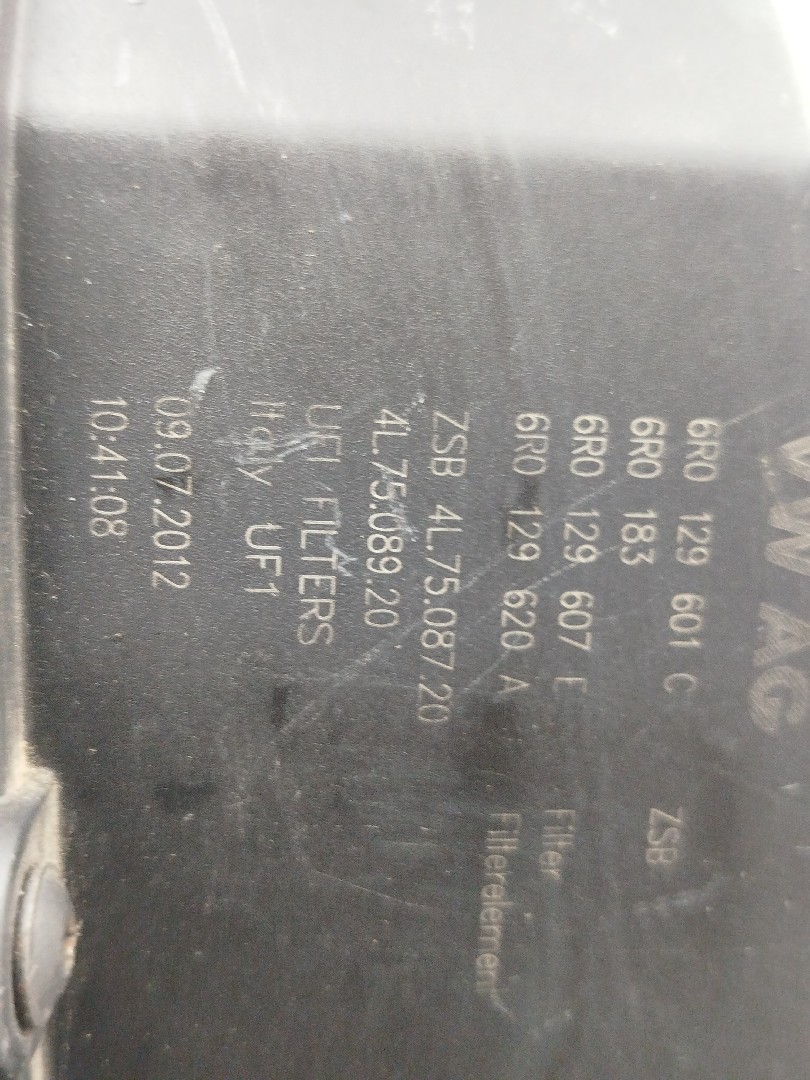 VW AG
6R0 129 601 C ZSB
6R0 183
6R0 129 607 E Filter
6R0 129 620 A Filterelement
ZSB 4L.75.087.20
4L.75.089.20
UFI FILTERS
Italy UF1
09.07.2012
10:41:08